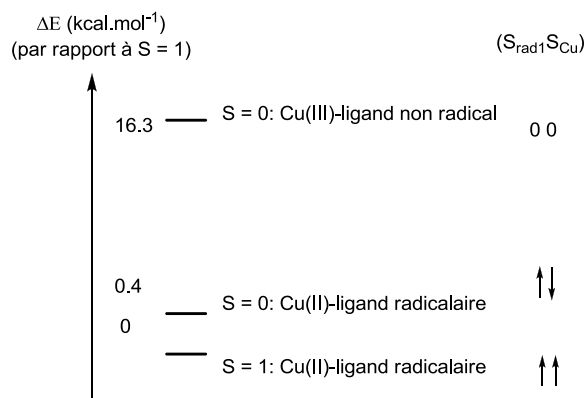 ΔE (kcal.mol⁻¹)
(par rapport à S = 1)
(S_rad1S_Cu)
16.3
S = 0: Cu(III)-ligand non radical
0 0
0.4
S = 0: Cu(II)-ligand radicalaire
↑↓
0
S = 1: Cu(II)-ligand radicalaire
↑↑